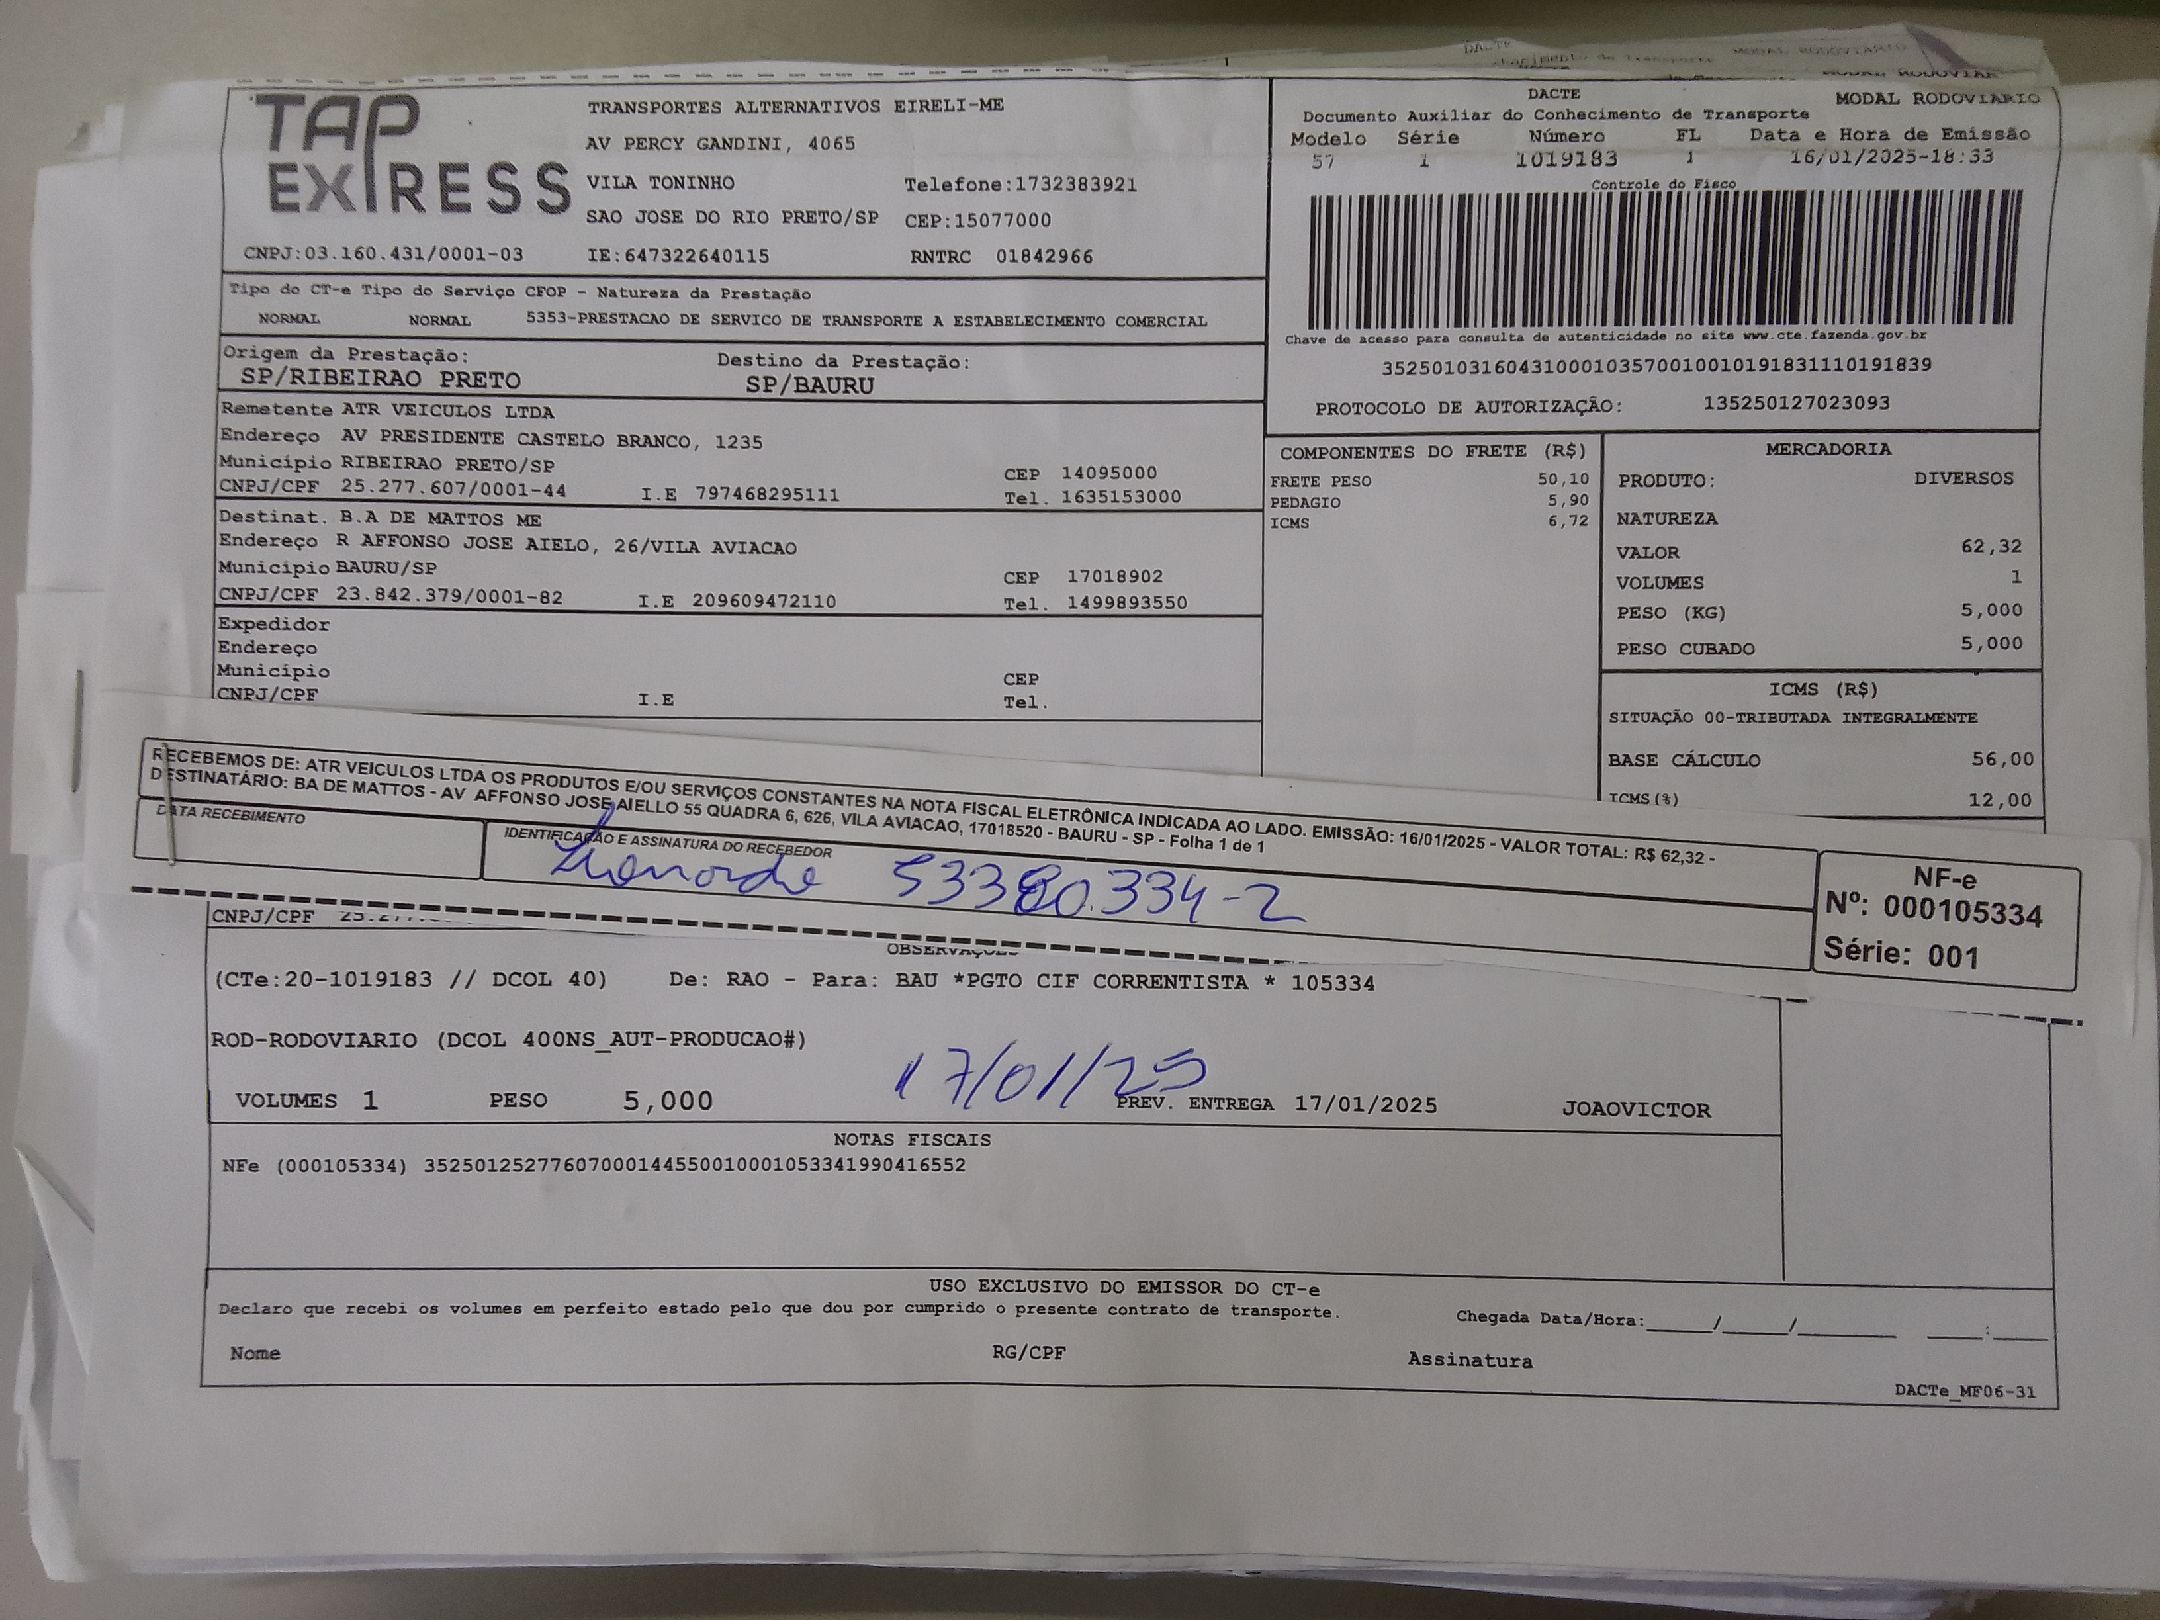 TAP EXPRESS
TRANSPORTES ALTERNATIVOS EIRELI-ME
AV PERCY GANDINI, 4065
VILA TONINHO Telefone:1732383921
SAO JOSE DO RIO PRETO/SP CEP:15077000
CNPJ:03.160.431/0001-03 IE:647322640115 RNTRC 01842966
DACTE MODAL RODOVIARIO
Documento Auxiliar do Conhecimento de Transporte
Modelo Série Número FL Data e Hora de Emissão
57 1 1019183 1 16/01/2025-18:33
Controle do Fisco
Chave de acesso para consulta de autenticidade no site www.cte.fazenda.gov.br
35250103160431000103570010010191831110191839
PROTOCOLO DE AUTORIZAÇÃO: 135250127023093
Tipo do CT-e Tipo do Serviço CFOP - Natureza da Prestação
NORMAL NORMAL 5353-PRESTACAO DE SERVICO DE TRANSPORTE A ESTABELECIMENTO COMERCIAL
Origem da Prestação: Destino da Prestação:
SP/RIBEIRAO PRETO SP/BAURU
Remetente ATR VEICULOS LTDA
Endereço AV PRESIDENTE CASTELO BRANCO, 1235
Município RIBEIRAO PRETO/SP CEP 14095000
CNPJ/CPF 25.277.607/0001-44 I.E 797468295111 Tel. 1635153000
Destinat. B.A DE MATTOS ME
Endereço R AFFONSO JOSE AIELO, 26/VILA AVIACAO
Município BAURU/SP CEP 17018902
CNPJ/CPF 23.842.379/0001-82 I.E 209609472110 Tel. 1499893550
Expedidor
Endereço
Município CEP
CNPJ/CPF I.E Tel.
COMPONENTES DO FRETE (R$)
FRETE PESO 50,10
PEDAGIO 5,90
ICMS 6,72
MERCADORIA
PRODUTO: DIVERSOS
NATUREZA
VALOR 62,32
VOLUMES 1
PESO (KG) 5,000
PESO CUBADO 5,000
ICMS (R$)
SITUAÇÃO 00-TRIBUTADA INTEGRALMENTE
BASE CÁLCULO 56,00
ICMS(%) 12,00
RECEBEMOS DE: ATR VEICULOS LTDA OS PRODUTOS E/OU SERVIÇOS CONSTANTES NA NOTA FISCAL ELETRÔNICA INDICADA AO LADO. EMISSÃO: 16/01/2025 - VALOR TOTAL: R$ 62,32 -
DESTINATÁRIO: BA DE MATTOS - AV AFFONSO JOSE AIELLO 55 QUADRA 6, 626, VILA AVIACAO, 17018520 - BAURU - SP - Folha 1 de 1
DATA RECEBIMENTO IDENTIFICAÇÃO E ASSINATURA DO RECEBEDOR
53380.334-2
NF-e
Nº: 000105334
Série: 001
CNPJ/CPF
OBSERVAÇÕES
(CTe:20-1019183 // DCOL 40) De: RAO - Para: BAU *PGTO CIF CORRENTISTA * 105334
ROD-RODOVIARIO (DCOL 400NS_AUT-PRODUCAO#)
17/01/25
VOLUMES 1 PESO 5,000 PREV. ENTREGA 17/01/2025 JOAOVICTOR
NOTAS FISCAIS
NFe (000105334) 35250125277607000144550010001053341990416552
USO EXCLUSIVO DO EMISSOR DO CT-e
Declaro que recebi os volumes em perfeito estado pelo que dou por cumprido o presente contrato de transporte. Chegada Data/Hora:_____/_____/________ ____:____
Nome RG/CPF Assinatura
DACTe_MF06-31